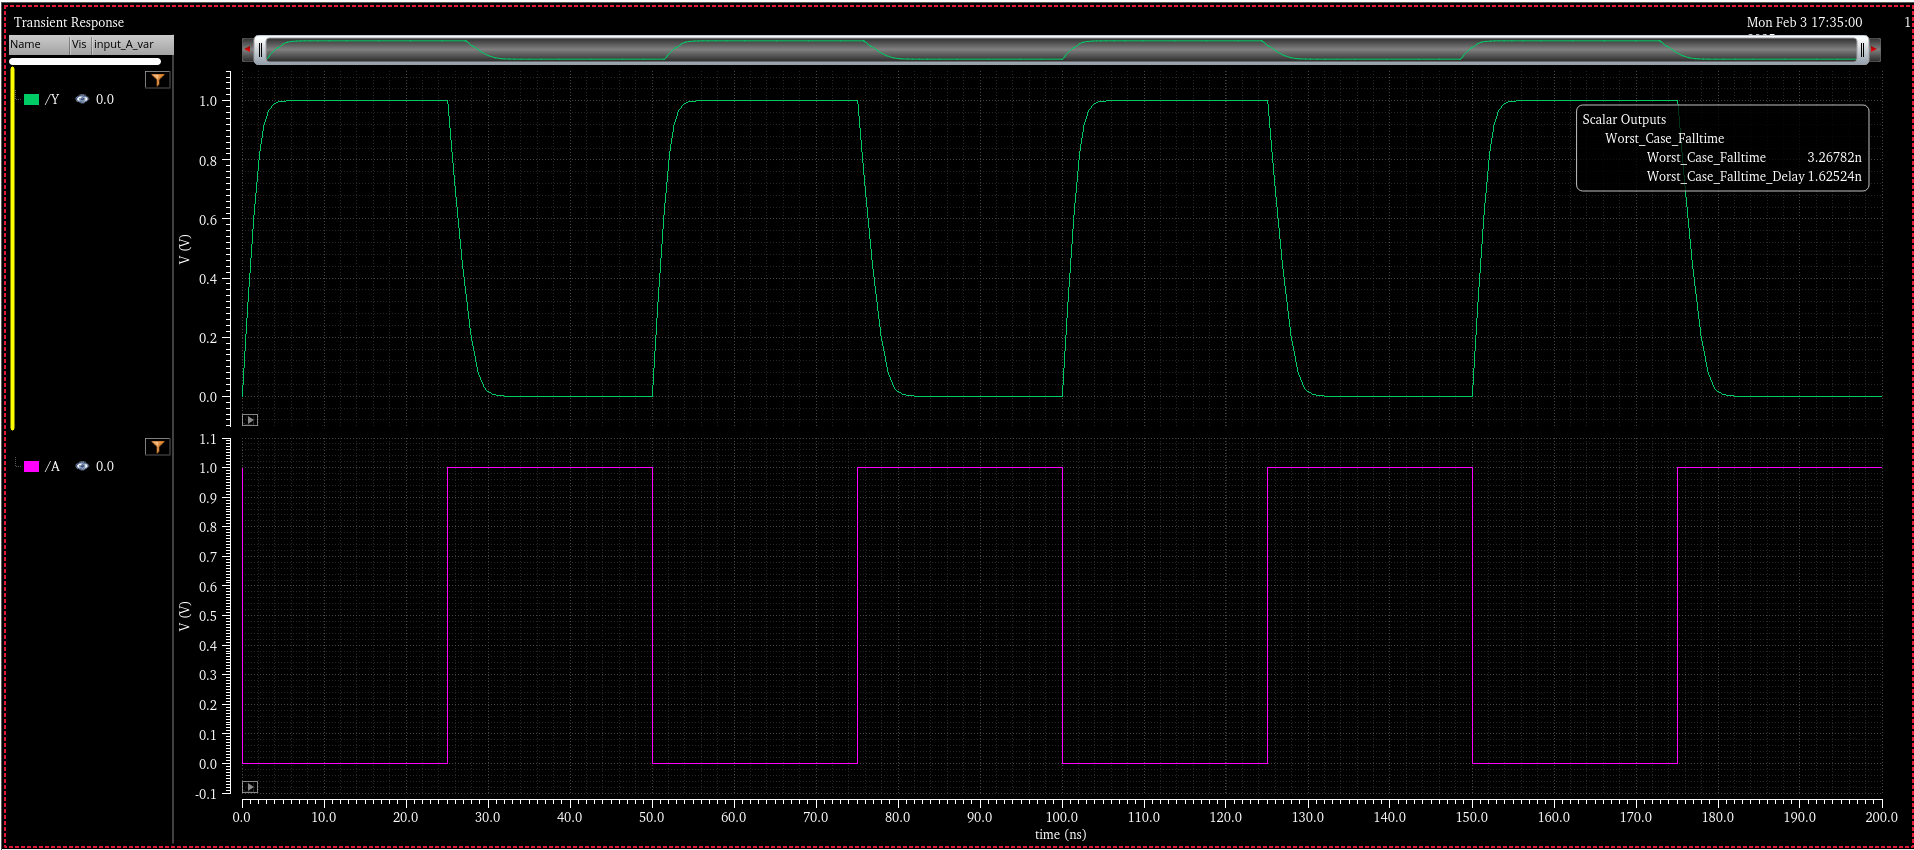 Transient Response
Mon Feb 3 17:35:00
1
Name Vis input_A_var
/Y 0.0
1.0
0.8
0.6
0.4
0.2
0.0
V (V)
Scalar Outputs
Worst_Case_Falltime
Worst_Case_Falltime 3.26782n
Worst_Case_Falltime_Delay 1.62524n
/A 0.0
1.1
1.0
0.9
0.8
0.7
0.6
0.5
0.4
0.3
0.2
0.1
0.0
-0.1
V (V)
0.0 10.0 20.0 30.0 40.0 50.0 60.0 70.0 80.0 90.0 100.0 110.0 120.0 130.0 140.0 150.0 160.0 170.0 180.0 190.0 200.0
time (ns)